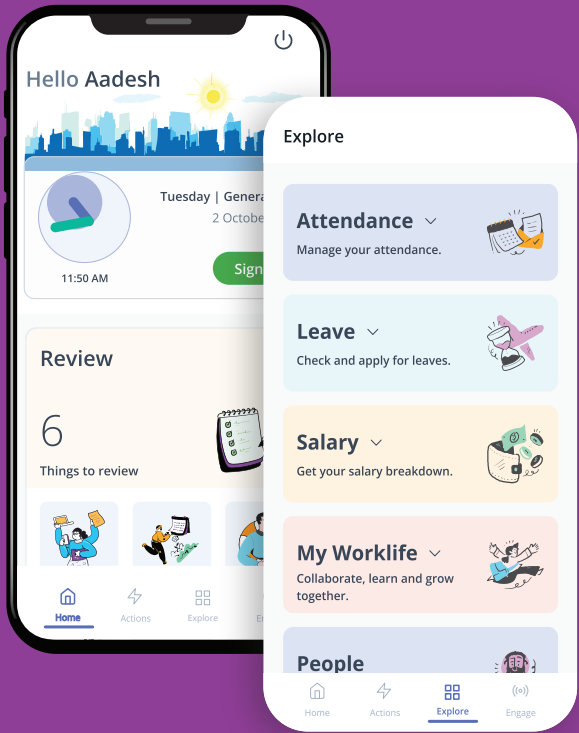 Hello Aadesh
Tuesday | Genera
2 Octobe
11:50 AM
Sign
Review
6
Things to review
Home
Actions
Explore
Explore
Attendance
Manage your attendance.
Leave
Check and apply for leaves.
Salary
Get your salary breakdown.
My Worklife
Collaborate, learn and grow
together.
People
Home
Actions
Explore
Engage